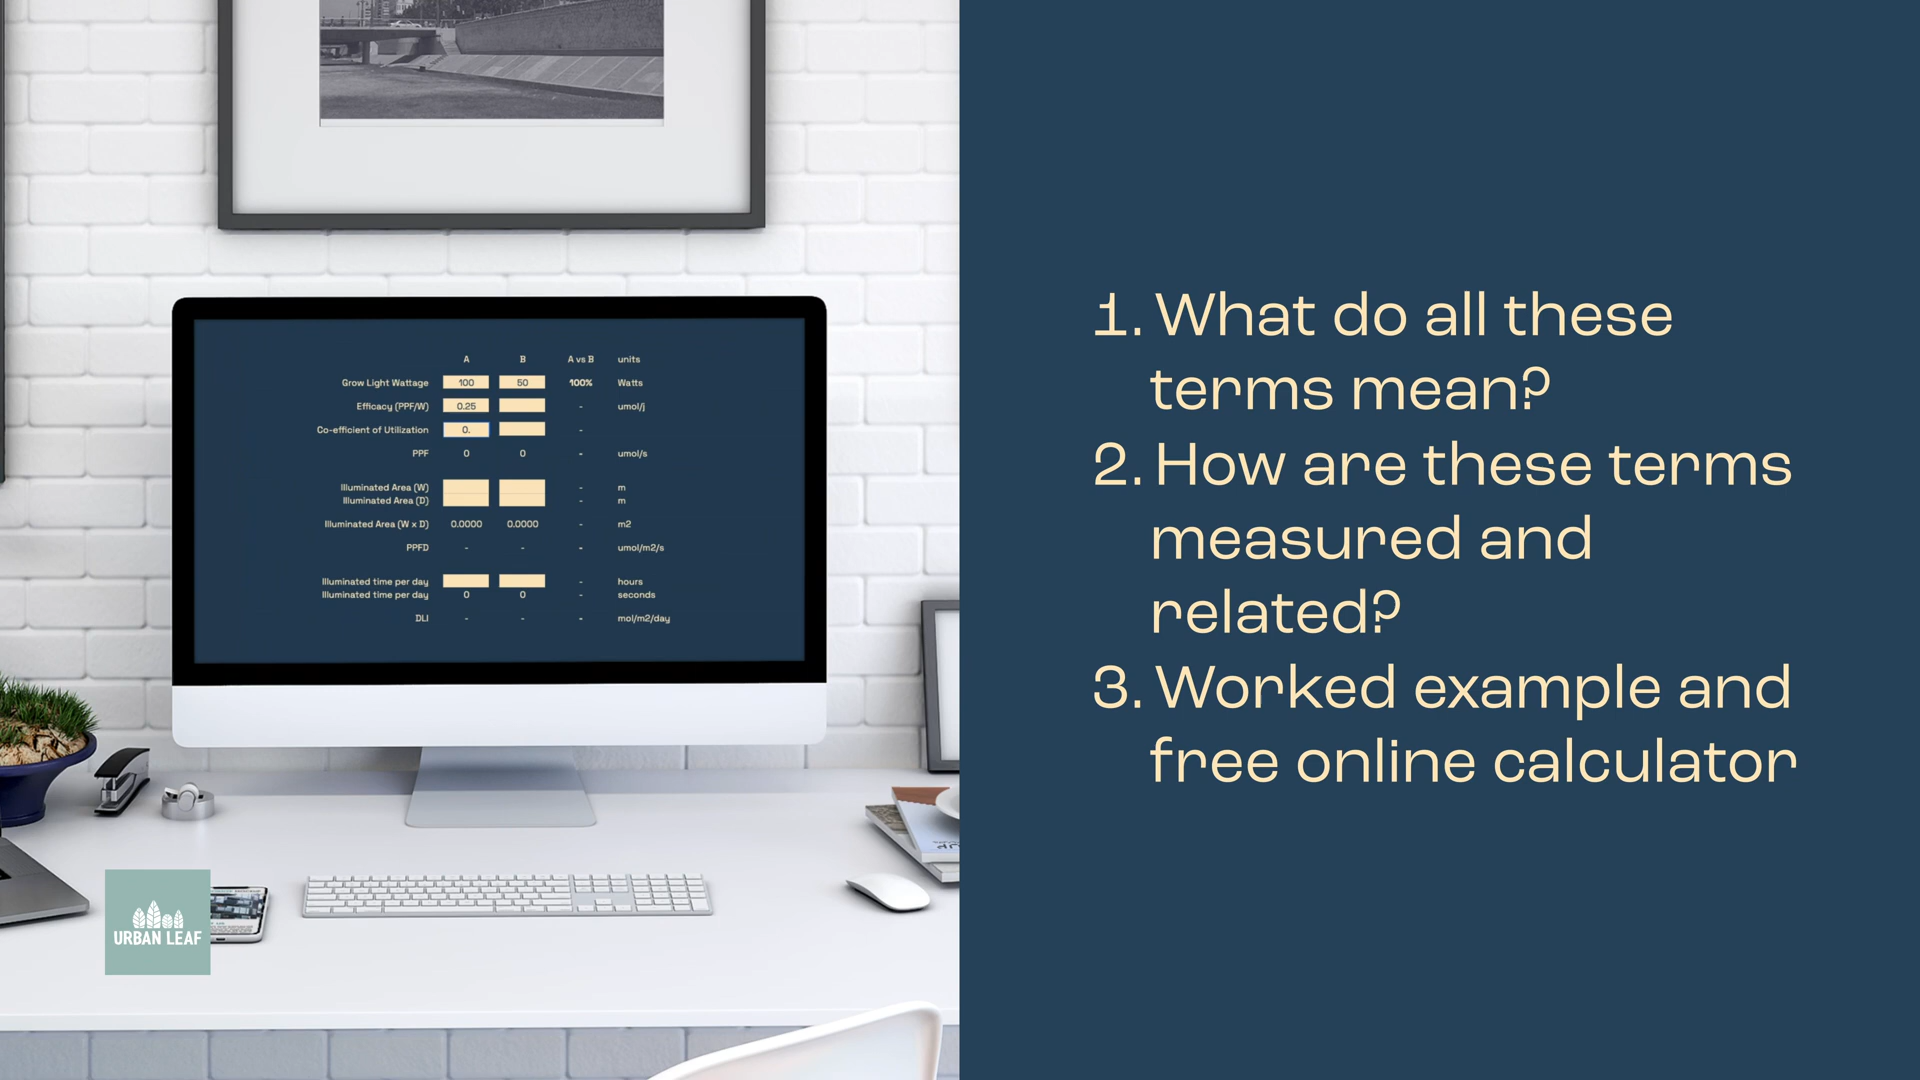 A B A vs B units
Grow Light Wattage 100 50 100% Watts
Efficacy (PPF/W) 0.25 - umol/j
Co-efficient of Utilization 0. -
PPF 0 0 - umol/s
Illuminated Area (W) - m
Illuminated Area (D) - m
Illuminated Area (W x D) 0.0000 0.0000 - m2
PPFD - - - umol/m2/s
Illuminated time per day - hours
Illuminated time per day 0 0 - seconds
DLI - - - mol/m2/day
URBAN LEAF
1. What do all these
terms mean?
2. How are these terms
measured and
related?
3. Worked example and
free online calculator